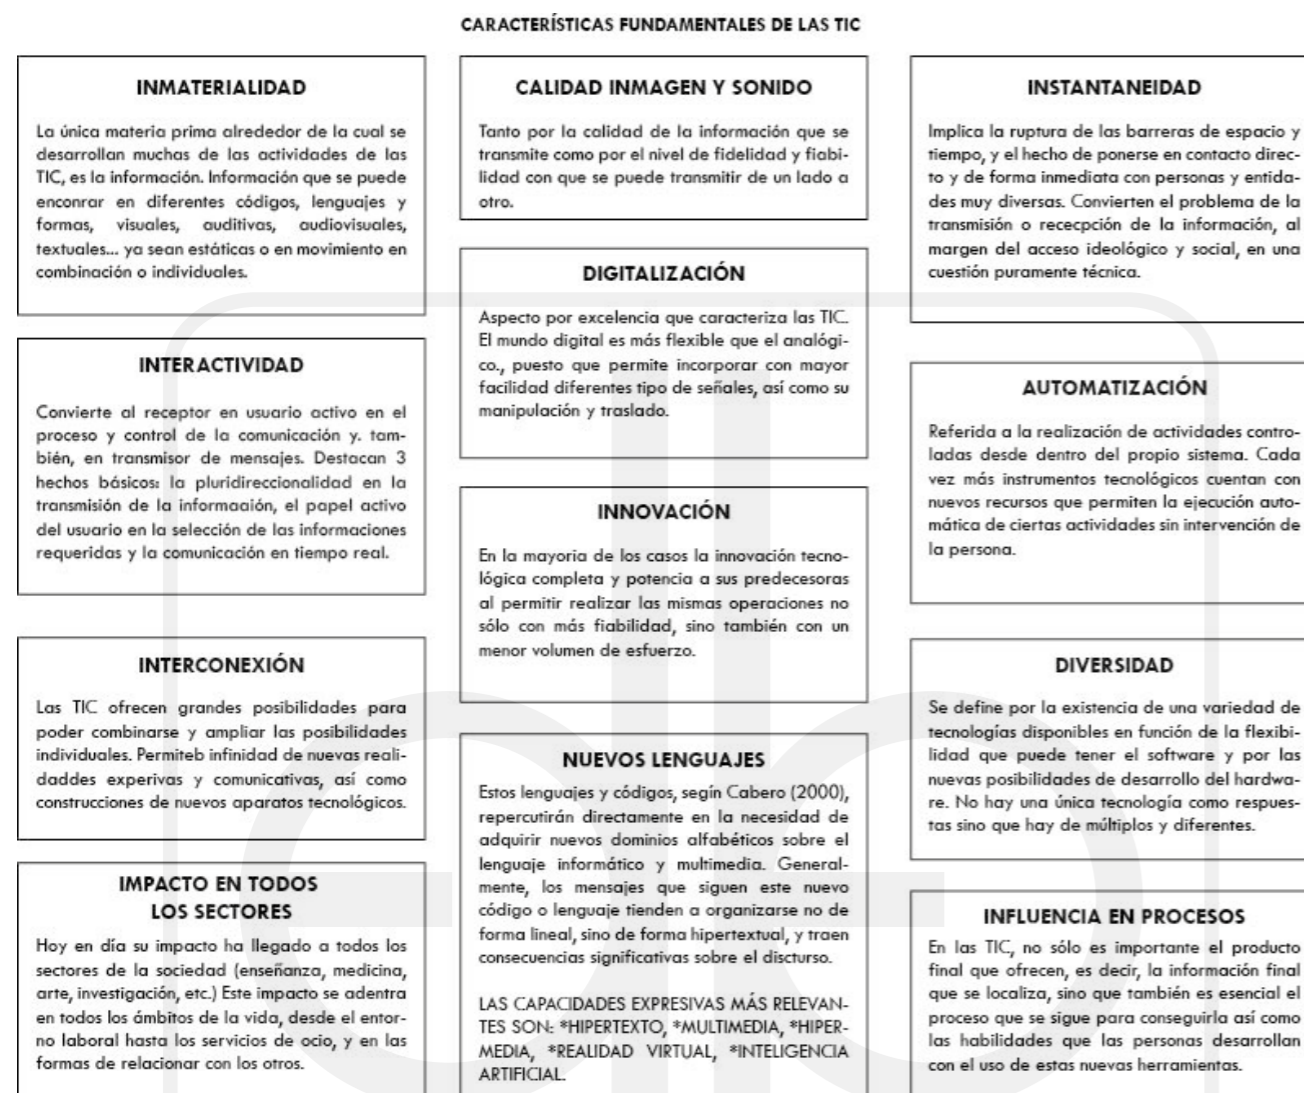 CARACTERÍSTICAS FUNDAMENTALES DE LAS TIC
INMATERIALIDAD
La única materia prima alrededor de la cual se
desarrollan muchas de las actividades de las
TIC, es la información. Información que se puede
enconrar en diferentes códigos, lenguajes y
formas, visuales, auditivas, audiovisuales,
textuales... ya sean estáticas o en movimiento en
combinación o individuales.
INTERACTIVIDAD
Convierte al receptor en usuario activo en el
proceso y control de la comunicación y. tam-
bién, en transmisor de mensajes. Destacan 3
hechos básicos: la pluridireccionalidad en la
transmisión de la informaaión, el papel activo
del usuario en la selección de las informaciones
requeridas y la comunicación en tiempo real.
INTERCONEXIÓN
Las TIC ofrecen grandes posibilidades para
poder combinarse y ampliar las posibilidades
individuales. Permiteb infinidad de nuevas reali-
daddes experivas y comunicativas, así como
construcciones de nuevos aparatos tecnológicos.
IMPACTO EN TODOS
LOS SECTORES
Hoy en día su impacto ha llegado a todos los
sectores de la sociedad (enseñanza, medicina,
arte, investigación, etc.) Este impacto se adentra
en todos los ámbitos de la vida, desde el entor-
no laboral hasta los servicios de ocio, y en las
formas de relacionar con los otros.
CALIDAD INMAGEN Y SONIDO
Tanto por la calidad de la información que se
transmite como por el nivel de fidelidad y fiabi-
lidad con que se puede transmitir de un lado a
otro.
DIGITALIZACIÓN
Aspecto por excelencia que caracteriza las TIC.
El mundo digital es más flexible que el analógi-
co., puesto que permite incorporar con mayor
facilidad diferentes tipo de señales, así como su
manipulación y traslado.
INNOVACIÓN
En la mayoria de los casos la innovación tecno-
lógica completa y potencia a sus predecesoras
al permitir realizar las mismas operaciones no
sólo con más fiabilidad, sino también con un
menor volumen de esfuerzo.
NUEVOS LENGUAJES
Estos lenguajes y códigos, segín Cabero (2000),
repercutirán directamente en la necesidad de
adquirir nuevos dominios alfabéticos sobre el
lenguaje informático y multimedia. General-
mente, los mensajes que siguen este nuevo
código o lenguaje tienden a organizarse no de
forma lineal, sino de forma hipertextual, y traen
consecuencias significativas sobre el discturso.
LAS CAPACIDADES EXPRESIVAS MÁS RELEVAN-
TES SON: *HIPERTEXTO, *MULTIMEDIA, *HIPER-
MEDIA, *REALIDAD VIRTUAL, *INTELIGENCIA
ARTIFICIAL.
INSTANTANEIDAD
Implica la ruptura de las barreras de espacio y
tiempo, y el hecho de ponerse en contacto direc-
to y de forma inmediata con personas y entida-
des muy diversas. Convierten el problema de la
transmisión o rececpción de la información, al
margen del acceso ideológico y social, en una
cuestión puramente técnica.
AUTOMATIZACIÓN
Referida a la realización de actividades contro-
ladas desde dentro del propio sistema. Cada
vez más instrumentos tecnológicos cuentan con
nuevos recursos que permiten la ejecución auto-
mática de ciertas actividades sin intervención de
la persona.
DIVERSIDAD
Se define por la existencia de una variedad de
tecnologías disponibles en función de la flexibi-
lidad que puede tener el software y por las
nuevas posibilidades de desarrollo del hardwa-
re. No hay una única tecnología como respues-
tas sino que hay de múltiplos y diferentes.
INFLUENCIA EN PROCESOS
En las TIC, no sólo es importante el producto
final que ofrecen, es decir, la información final
que se localiza, sino que también es esencial el
proceso que se sigue para conseguirla así como
las habilidades que las personas desarrollan
con el uso de estas nuevas herramientas.